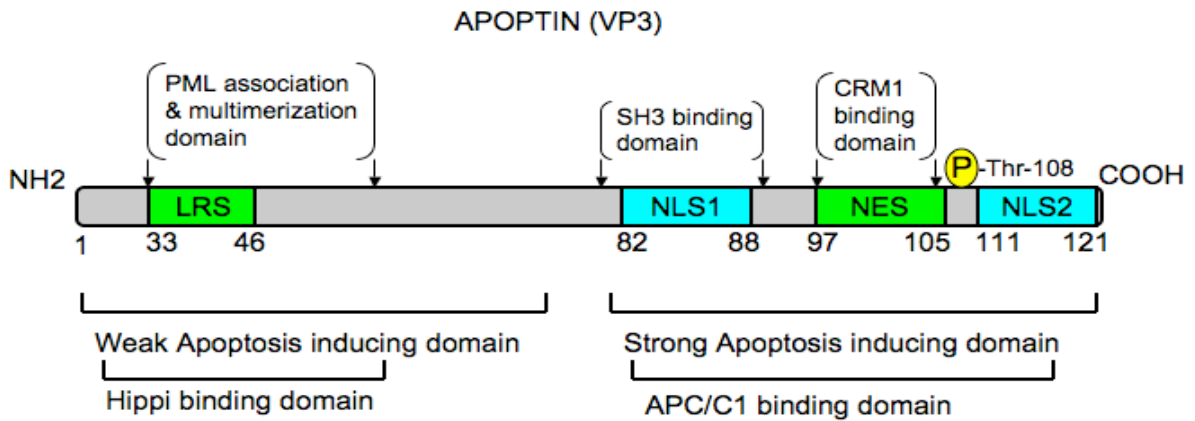 APOPTIN (VP3)
PML association
& multimerization
domain
SH3 binding
domain
CRM1
binding
domain
NH2
P
-Thr-108
COOH
LRS
NLS1
NES
NLS2
1
33
46
82
88
97
105
111
121
Weak Apoptosis inducing domain
Strong Apoptosis inducing domain
Hippi binding domain
APC/C1 binding domain